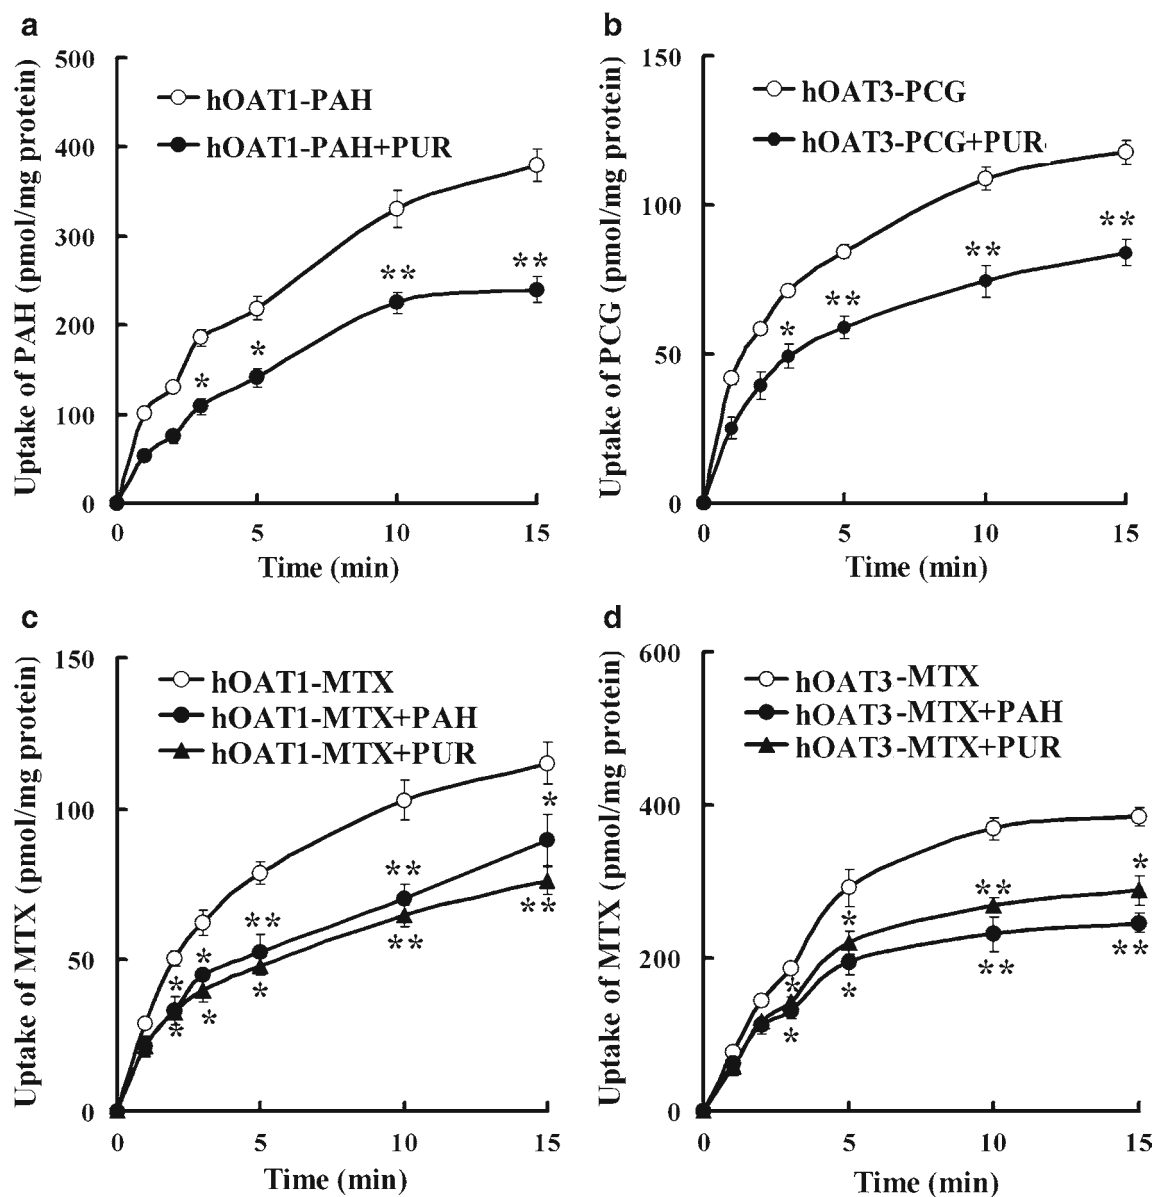 a
500
400
300
200
100
0
0 5 10 15
Uptake of PAH (pmol/mg protein)
Time (min)
hOAT1-PAH
hOAT1-PAH+PUR
*
*
**
**
b
150
100
50
0
0 5 10 15
Uptake of PCG (pmol/mg protein)
Time (min)
hOAT3-PCG
hOAT3-PCG+PUR
*
**
**
**
c
150
100
50
0
0 5 10 15
Uptake of MTX (pmol/mg protein)
Time (min)
hOAT1-MTX
hOAT1-MTX+PAH
hOAT1-MTX+PUR
*
*
**
**
*
*
*
*
**
**
d
600
400
200
0
0 5 10 15
Uptake of MTX (pmol/mg protein)
Time (min)
hOAT3-MTX
hOAT3-MTX+PAH
hOAT3-MTX+PUR
*
*
**
*
*
*
**
**